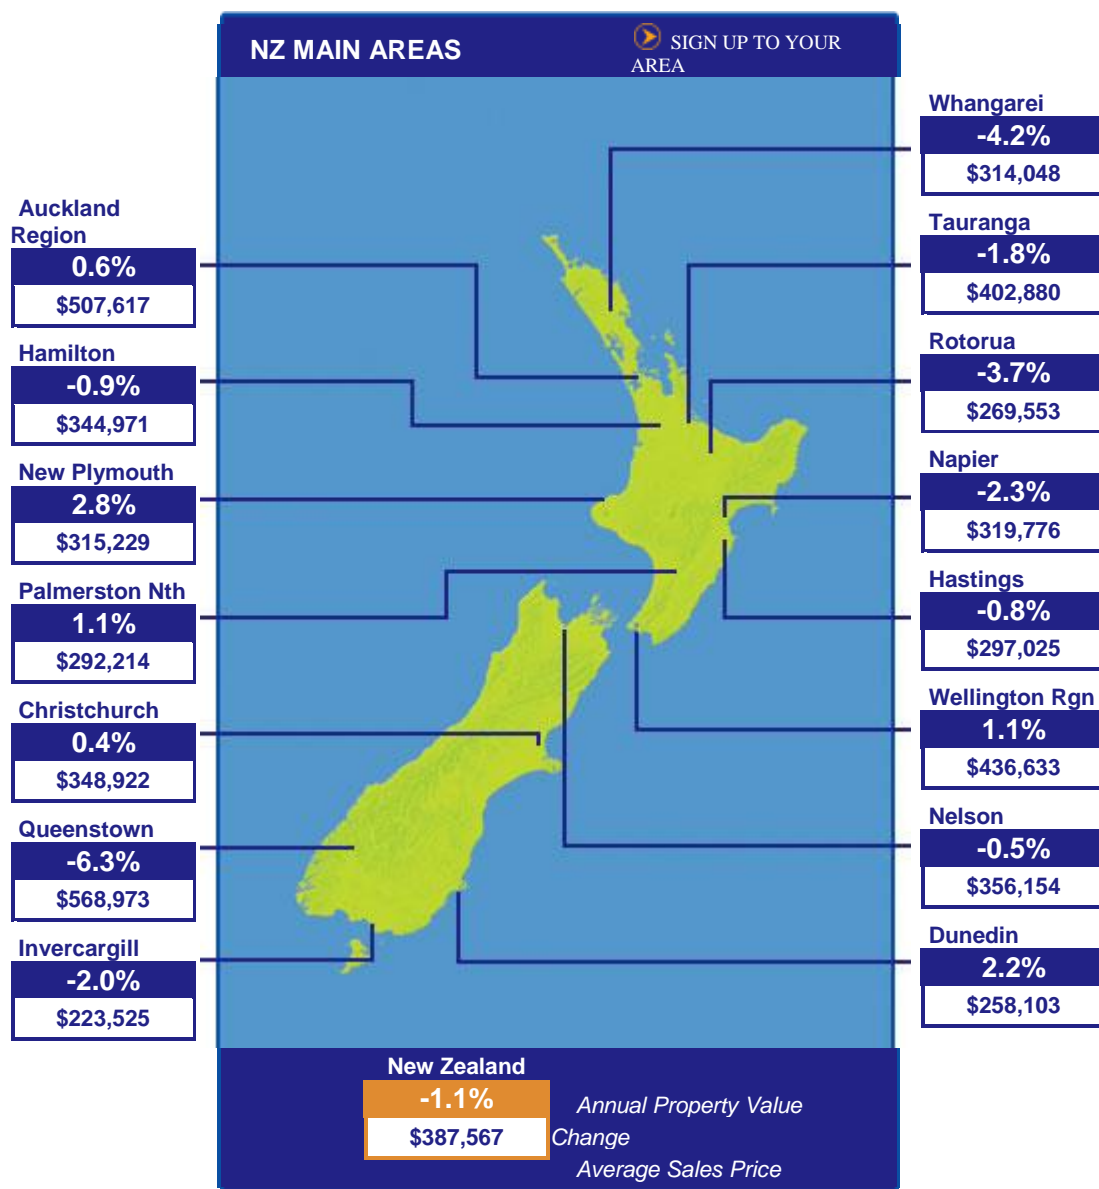 NZ MAIN AREAS
SIGN UP TO YOUR
AREA
Auckland
Region
0.6%
$507,617
Hamilton
-0.9%
$344,971
New Plymouth
2.8%
$315,229
Palmerston Nth
1.1%
$292,214
Christchurch
0.4%
$348,922
Queenstown
-6.3%
$568,973
Invercargill
-2.0%
$223,525
Whangarei
-4.2%
$314,048
Tauranga
-1.8%
$402,880
Rotorua
-3.7%
$269,553
Napier
-2.3%
$319,776
Hastings
-0.8%
$297,025
Wellington Rgn
1.1%
$436,633
Nelson
-0.5%
$356,154
Dunedin
2.2%
$258,103
New Zealand
-1.1%
$387,567
Annual Property Value
Change
Average Sales Price